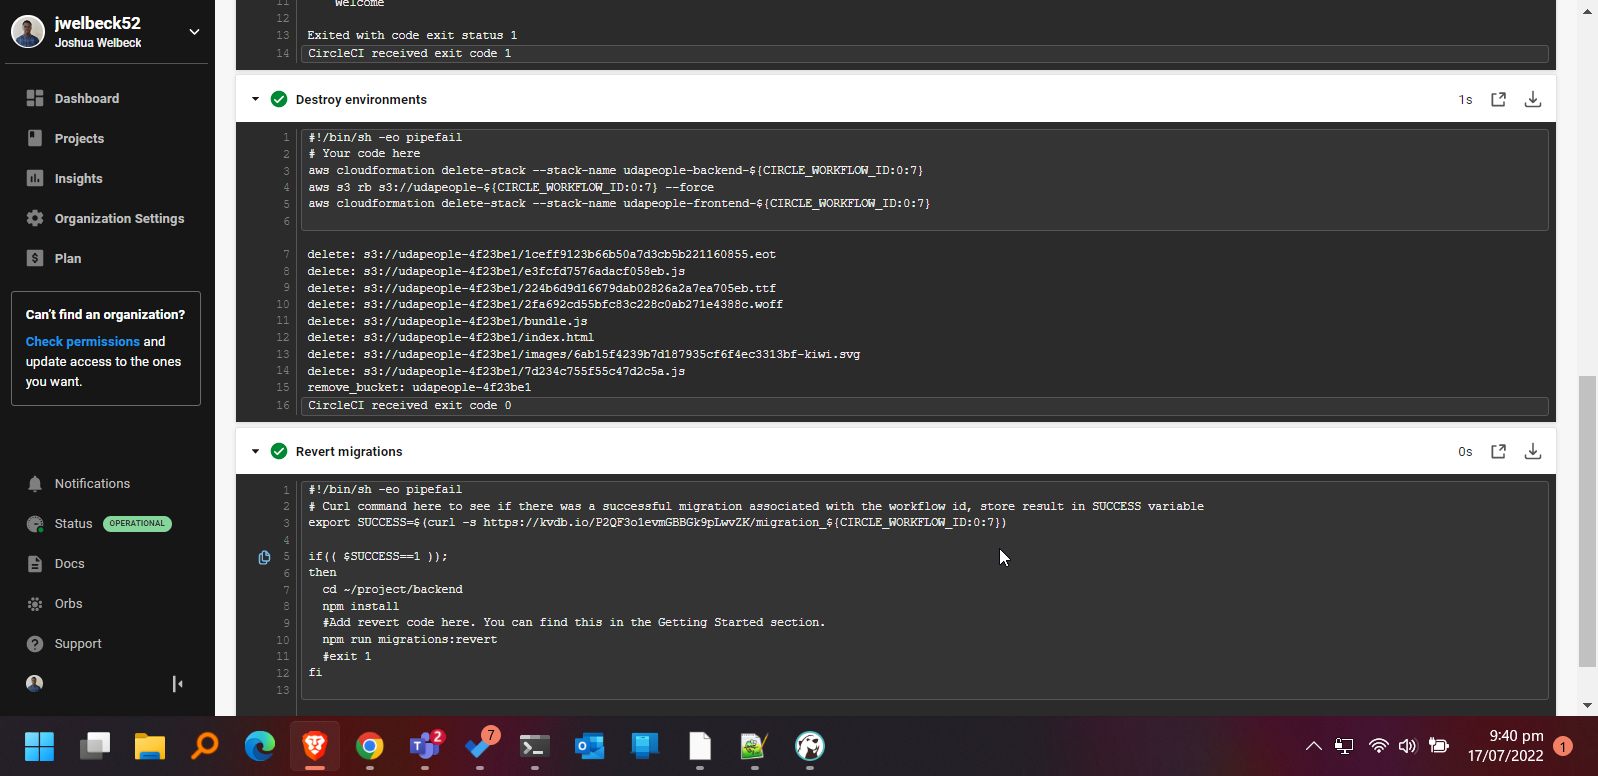 jwelbeck52
Joshua Welbeck
Dashboard
Projects
Insights
Organization Settings
Plan
Can't find an organization?
Check permissions and
update access to the ones
you want.
Notifications
Status OPERATIONAL
Docs
Orbs
Support
11 Welcome
12
13 Exited with code exit status 1
14 CircleCI received exit code 1
Destroy environments 1s
1 #!/bin/sh -eo pipefail
2 # Your code here
3 aws cloudformation delete-stack --stack-name udapeople-backend-${CIRCLE_WORKFLOW_ID:0:7}
4 aws s3 rb s3://udapeople-${CIRCLE_WORKFLOW_ID:0:7} --force
5 aws cloudformation delete-stack --stack-name udapeople-frontend-${CIRCLE_WORKFLOW_ID:0:7}
6
7 delete: s3://udapeople-4f23be1/1ceff9123b66b50a7d3cb5b221160855.eot
8 delete: s3://udapeople-4f23be1/e3fcfd7576adacf058eb.js
9 delete: s3://udapeople-4f23be1/224b6d9d16679dab02826a2a7ea705eb.ttf
10 delete: s3://udapeople-4f23be1/2fa692cd55bfc83c228c0ab271e4388c.woff
11 delete: s3://udapeople-4f23be1/bundle.js
12 delete: s3://udapeople-4f23be1/index.html
13 delete: s3://udapeople-4f23be1/images/6ab15f4239b7d187935cf6f4ec3313bf-kiwi.svg
14 delete: s3://udapeople-4f23be1/7d234c755f55c47d2c5a.js
15 remove_bucket: udapeople-4f23be1
16 CircleCI received exit code 0
Revert migrations 0s
1 #!/bin/sh -eo pipefail
2 # Curl command here to see if there was a successful migration associated with the workflow id, store result in SUCCESS variable
3 export SUCCESS=$(curl -s https://kvdb.io/P2QF3o1evmGBBGk9pLwvZK/migration_${CIRCLE_WORKFLOW_ID:0:7})
4
5 if(( $SUCCESS==1 ));
6 then
7 cd ~/project/backend
8 npm install
9 #Add revert code here. You can find this in the Getting Started section.
10 npm run migrations:revert
11 #exit 1
12 fi
13
2
7
9:40 pm
17/07/2022
1